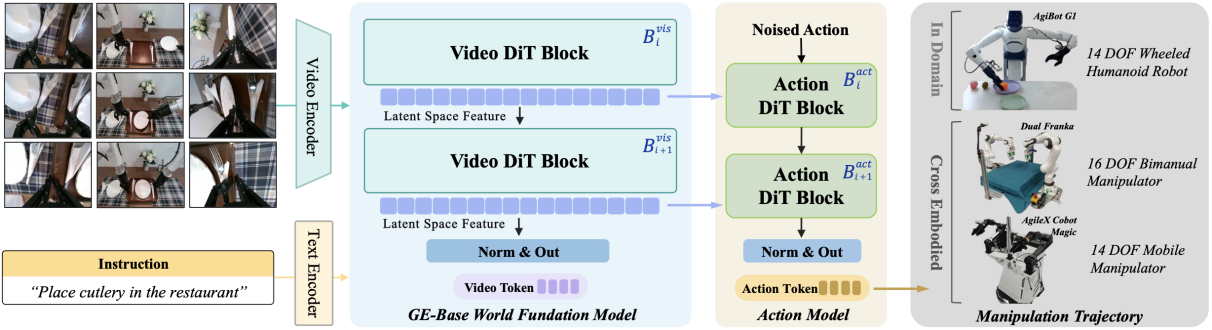 Video Encoder
Text Encoder
Instruction
“Place cutlery in the restaurant”
Video DiT Block
B_i^{vis}
Latent Space Feature
Video DiT Block
B_{i+1}^{vis}
Latent Space Feature
Norm & Out
Video Token
GE-Base World Fundation Model
Noised Action
Action
DiT Block
B_i^{act}
Action
DiT Block
B_{i+1}^{act}
Norm & Out
Action Token
Action Model
In Domain
AgiBot G1
14 DOF Wheeled
Humanoid Robot
Cross Embodied
Dual Franka
16 DOF Bimanual
Manipulator
AgileX Cobot
Magic
14 DOF Mobile
Manipulator
Manipulation Trajectory